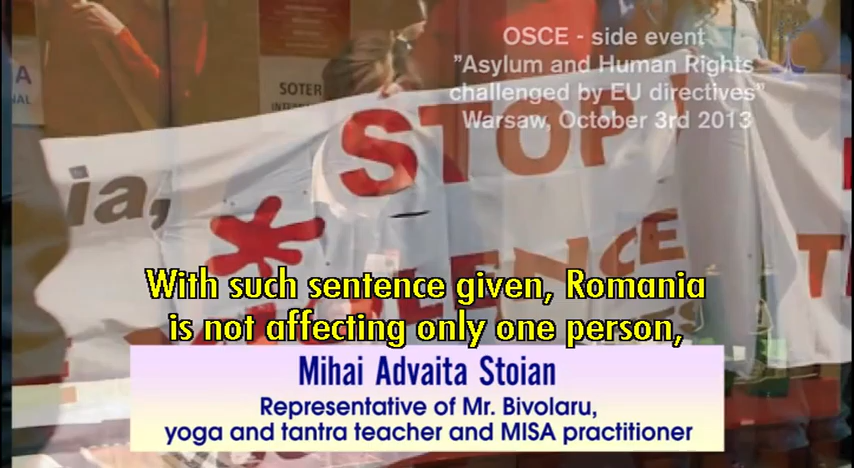 OSCE - side event
"Asylum and Human Rights
challenged by EU directives"
Warsaw, October 3rd 2013
A
NAL
SOTER
STOP
ia,
With such sentence given, Romania
is not affecting only one person,
Mihai Advaita Stoian
Representative of Mr. Bivolaru,
yoga and tantra teacher and MISA practitioner